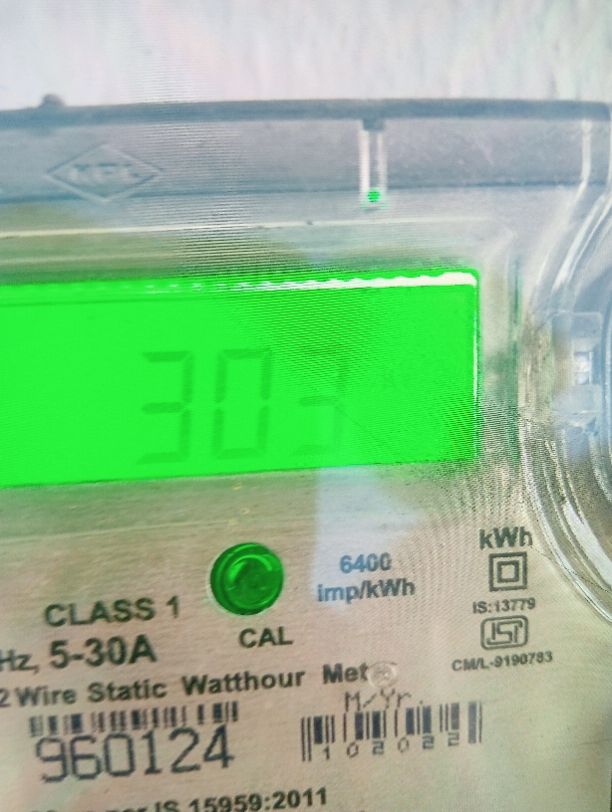 303
6400
imp/kWh
kWh
IS:13779
CLASS 1
CAL
CM/L-9190783
Hz, 5-30A
2 Wire Static Watthour
M/Yr.
960124
102022
IS 15959:2011